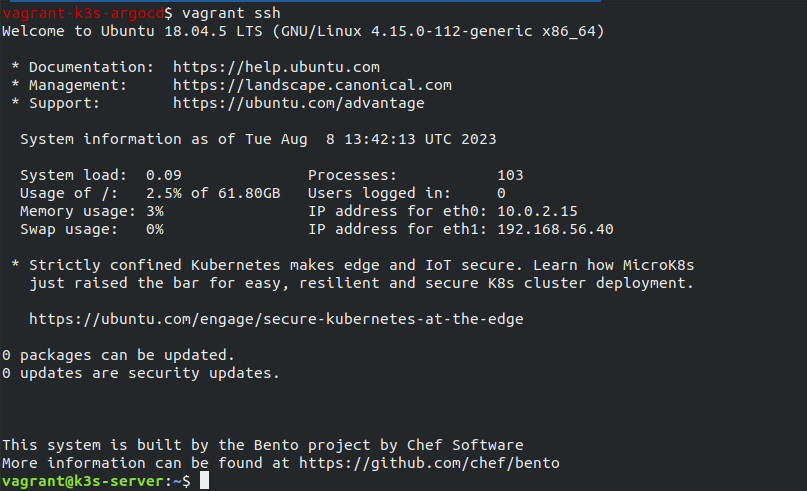 vagrant-k3s-argocd$ vagrant ssh
Welcome to Ubuntu 18.04.5 LTS (GNU/Linux 4.15.0-112-generic x86_64)
 * Documentation:  https://help.ubuntu.com
 * Management:     https://landscape.canonical.com
 * Support:        https://ubuntu.com/advantage
  System information as of Tue Aug  8 13:42:13 UTC 2023
  System load:  0.09              Processes:           103
  Usage of /:   2.5% of 61.80GB   Users logged in:     0
  Memory usage: 3%                IP address for eth0: 10.0.2.15
  Swap usage:   0%                IP address for eth1: 192.168.56.40
 * Strictly confined Kubernetes makes edge and IoT secure. Learn how MicroK8s
   just raised the bar for easy, resilient and secure K8s cluster deployment.
   https://ubuntu.com/engage/secure-kubernetes-at-the-edge
0 packages can be updated.
0 updates are security updates.
This system is built by the Bento project by Chef Software
More information can be found at https://github.com/chef/bento
vagrant@k3s-server:~$